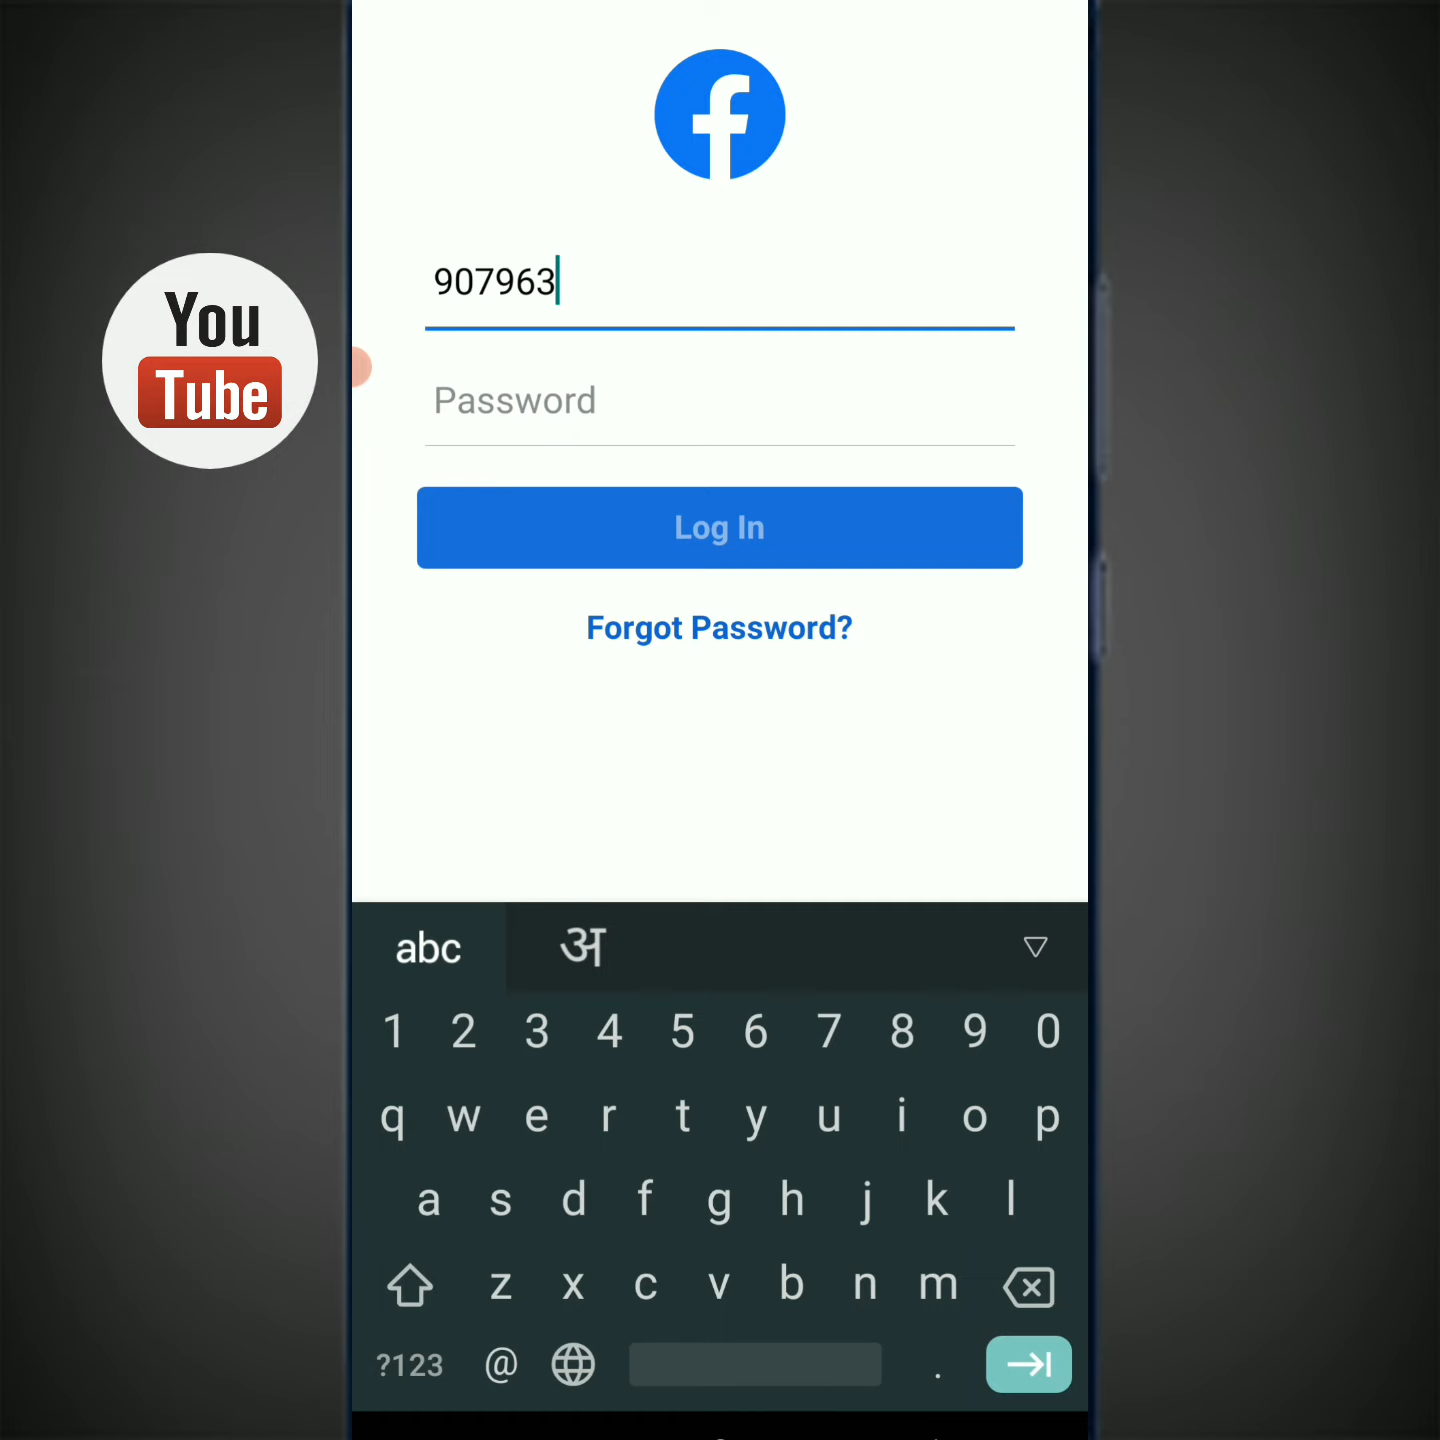 907963
You
Tube
Password
Log In
Forgot Password?
abc अ
1 2 3 4 5 6 7 8 9 0
q w e r t y u i o p
a s d f g h j k l
z x c v b n m
?123 @ .